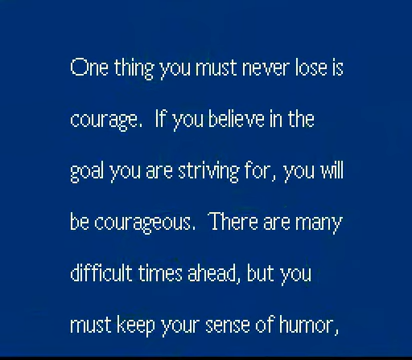 One thing you must never lose is
courage.  If you believe in the
goal you are striving for, you will
be courageous.  There are many
difficult times ahead, but you
must keep your sense of humor,